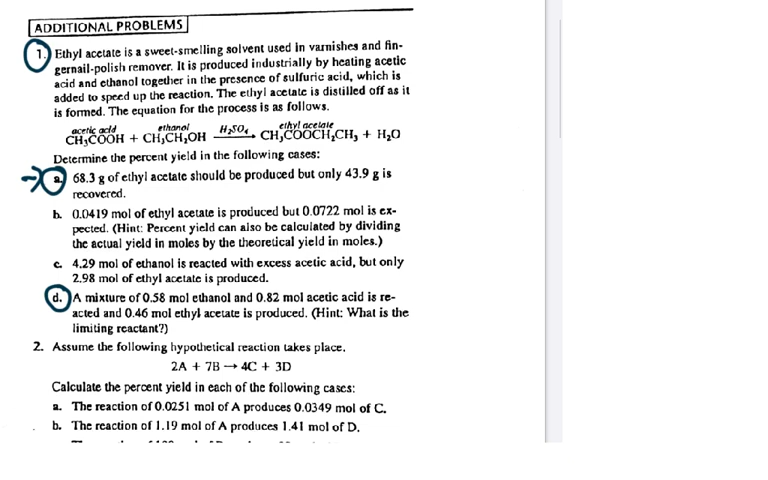 ADDITIONAL PROBLEMS
1. Ethyl acetate is a sweet-smelling solvent used in varnishes and fin-
gernail-polish remover. It is produced industrially by heating acetic
acid and ethanol together in the presence of sulfuric acid, which is
added to speed up the reaction. The ethyl acetate is distilled off as it
is formed. The equation for the process is as follows.
acetic acid ethanol H₂SO₄ ethyl acetate
CH₃COOH + CH₃CH₂OH → CH₃COOCH₂CH₃ + H₂O
Determine the percent yield in the following cases:
a. 68.3 g of ethyl acetate should be produced but only 43.9 g is
recovered.
b. 0.0419 mol of ethyl acetate is produced but 0.0722 mol is ex-
pected. (Hint: Percent yield can also be calculated by dividing
the actual yield in moles by the theoretical yield in moles.)
c. 4.29 mol of ethanol is reacted with excess acetic acid, but only
2.98 mol of ethyl acetate is produced.
d. A mixture of 0.58 mol ethanol and 0.82 mol acetic acid is re-
acted and 0.46 mol ethyl acetate is produced. (Hint: What is the
limiting reactant?)
2. Assume the following hypothetical reaction takes place.
2A + 7B → 4C + 3D
Calculate the percent yield in each of the following cases:
a. The reaction of 0.0251 mol of A produces 0.0349 mol of C.
b. The reaction of 1.19 mol of A produces 1.41 mol of D.